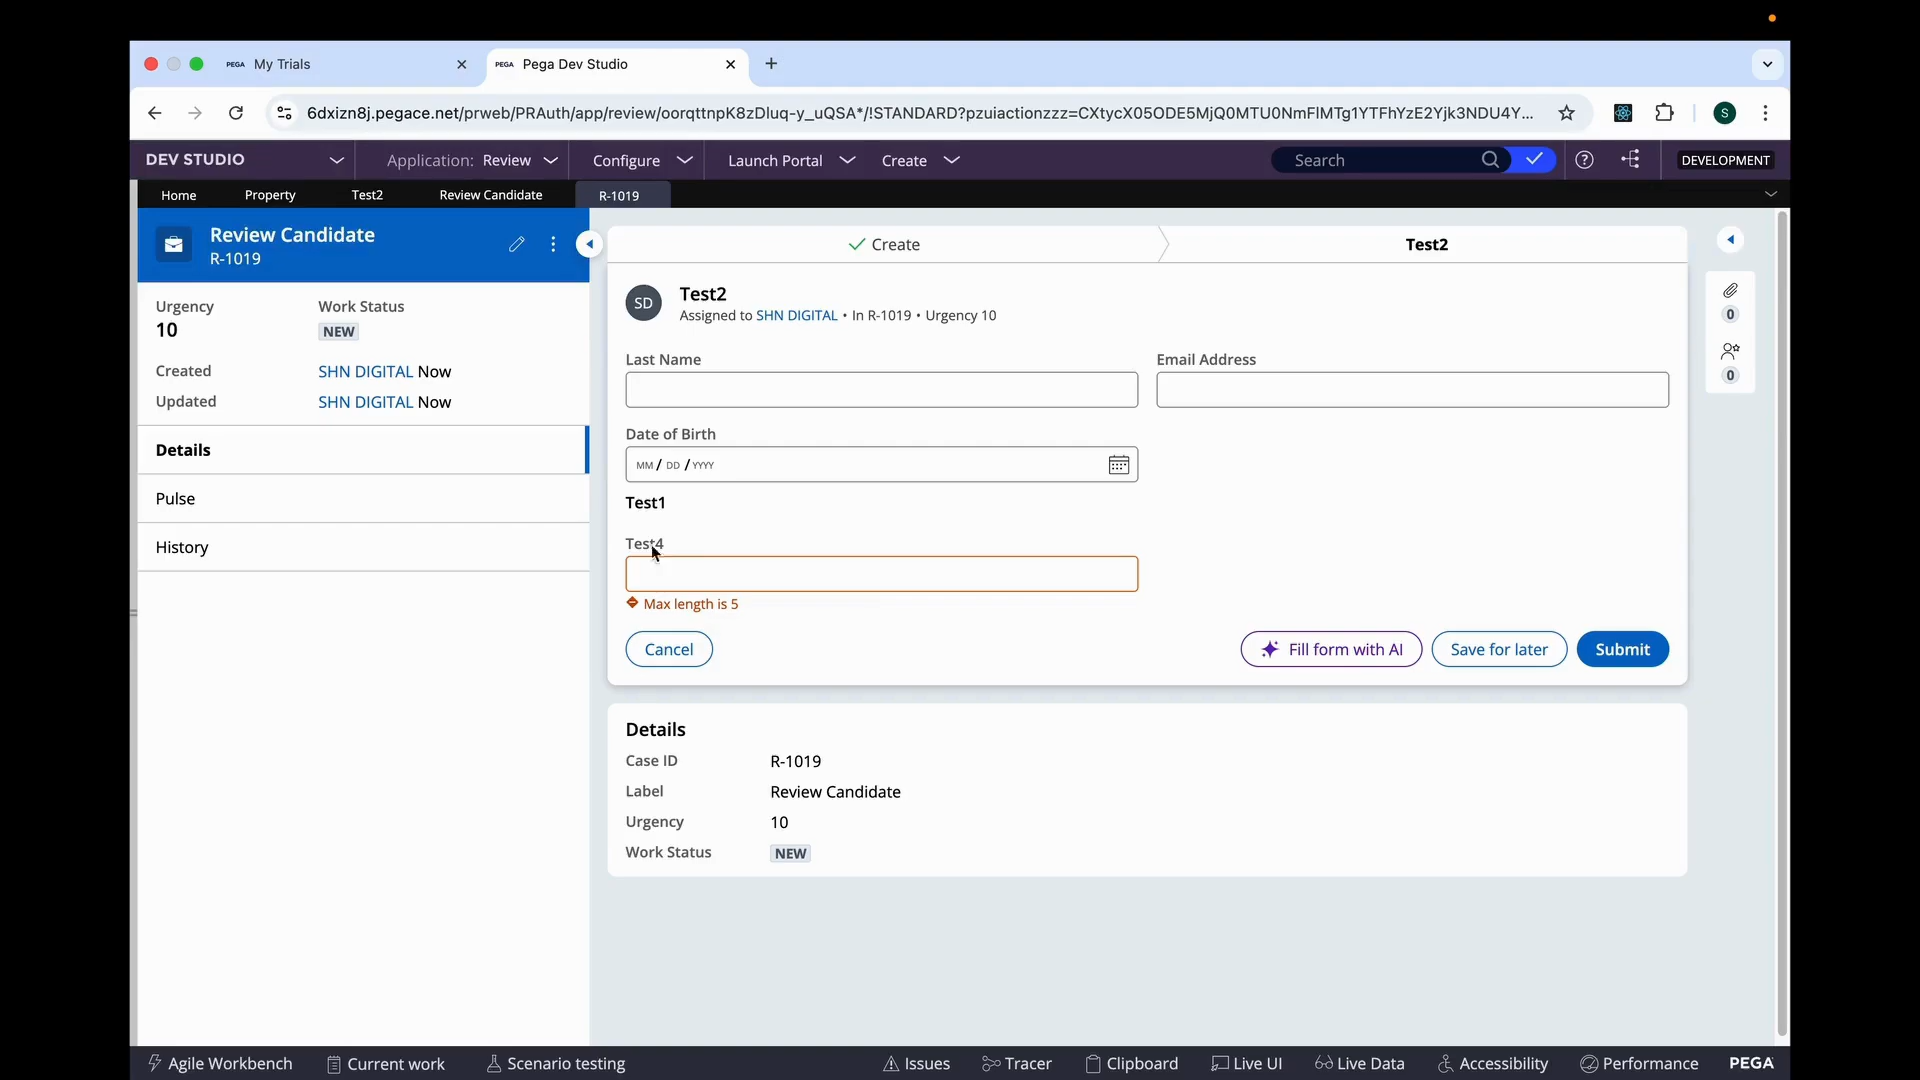 PEGA My Trials
PEGA Pega Dev Studio
6dxizn8j.pegace.net/prweb/PRAuth/app/review/oorqttnpK8zDluq-y_uQSA*/!STANDARD?pzuiactionzzz=CXtycX05ODE5MjQ0MTU0NmFlMTg1YTFhYzE2Yjk3NDU4Y...
S
DEV STUDIO
Application: Review
Configure
Launch Portal
Create
Search
DEVELOPMENT
Home
Property
Test2
Review Candidate
R-1019
Review Candidate
R-1019
Urgency
10
Work Status
NEW
Created
SHN DIGITAL Now
Updated
SHN DIGITAL Now
Details
Pulse
History
Create
Test2
SD
Test2
Assigned to SHN DIGITAL • In R-1019 • Urgency 10
Last Name
Email Address
Date of Birth
MM / DD / YYYY
Test1
Test4
Max length is 5
Cancel
Fill form with AI
Save for later
Submit
0
0
Details
Case ID R-1019
Label Review Candidate
Urgency 10
Work Status NEW
Agile Workbench
Current work
Scenario testing
Issues
Tracer
Clipboard
Live UI
Live Data
Accessibility
Performance
PEGA